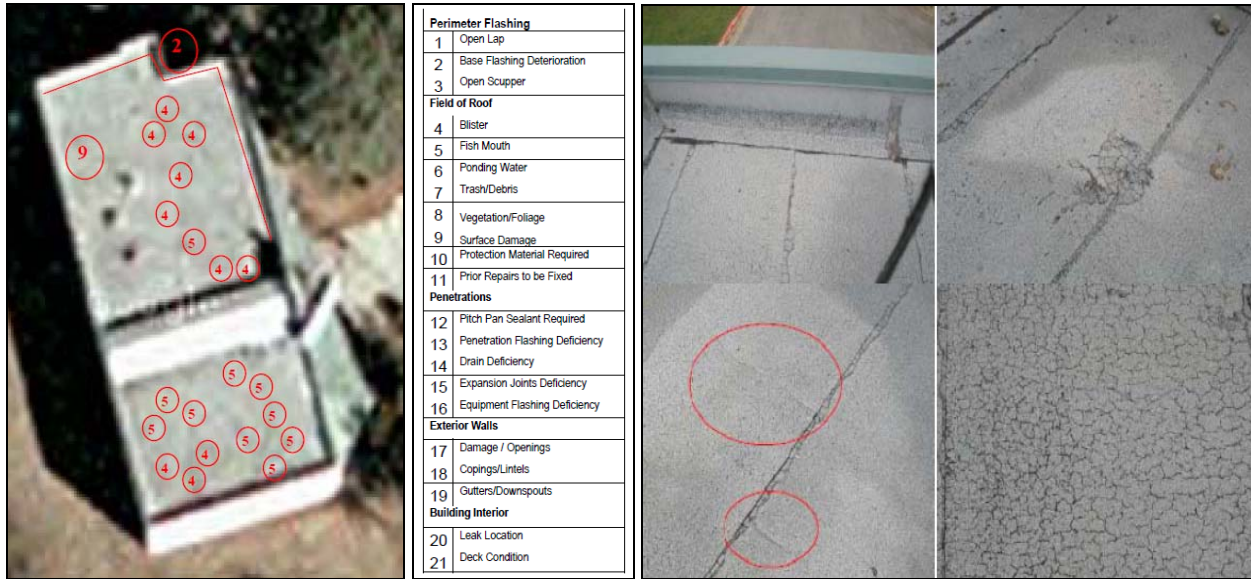 2
4
4 4
9
4
4
5
4 4
5
5
5
5 5
5
5 5
4
4 5
4
Perimeter Flashing
1 Open Lap
2 Base Flashing Deterioration
3 Open Scupper
Field of Roof
4 Blister
5 Fish Mouth
6 Ponding Water
7 Trash/Debris
8 Vegetation/Foliage
9 Surface Damage
10 Protection Material Required
11 Prior Repairs to be Fixed
Penetrations
12 Pitch Pan Sealant Required
13 Penetration Flashing Deficiency
14 Drain Deficiency
15 Expansion Joints Deficiency
16 Equipment Flashing Deficiency
Exterior Walls
17 Damage / Openings
18 Copings/Lintels
19 Gutters/Downspouts
Building Interior
20 Leak Location
21 Deck Condition